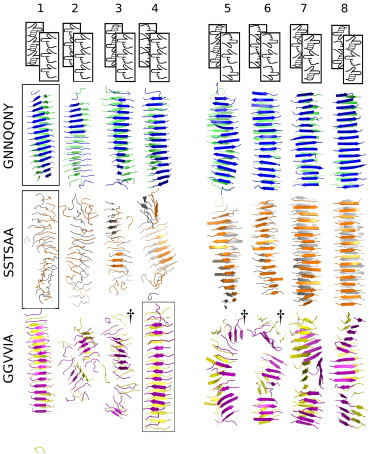 1 2 3 4 5 6 7 8
GNNQQNY
SSTSAA
GGVVIA
† † †